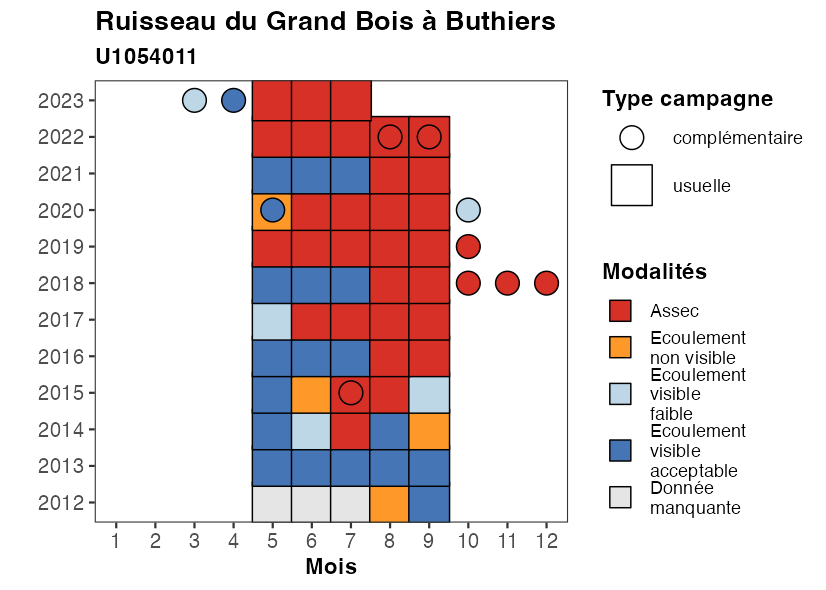 Ruisseau du Grand Bois à Buthiers
U1054011
2023
2022
2021
2020
2019
2018
2017
2016
2015
2014
2013
2012
1 2 3 4 5 6 7 8 9 10 11 12
Mois
Type campagne
complémentaire
usuelle
Modalités
Assec
Ecoulement
non visible
Ecoulement
visible
faible
Ecoulement
visible
acceptable
Donnée
manquante